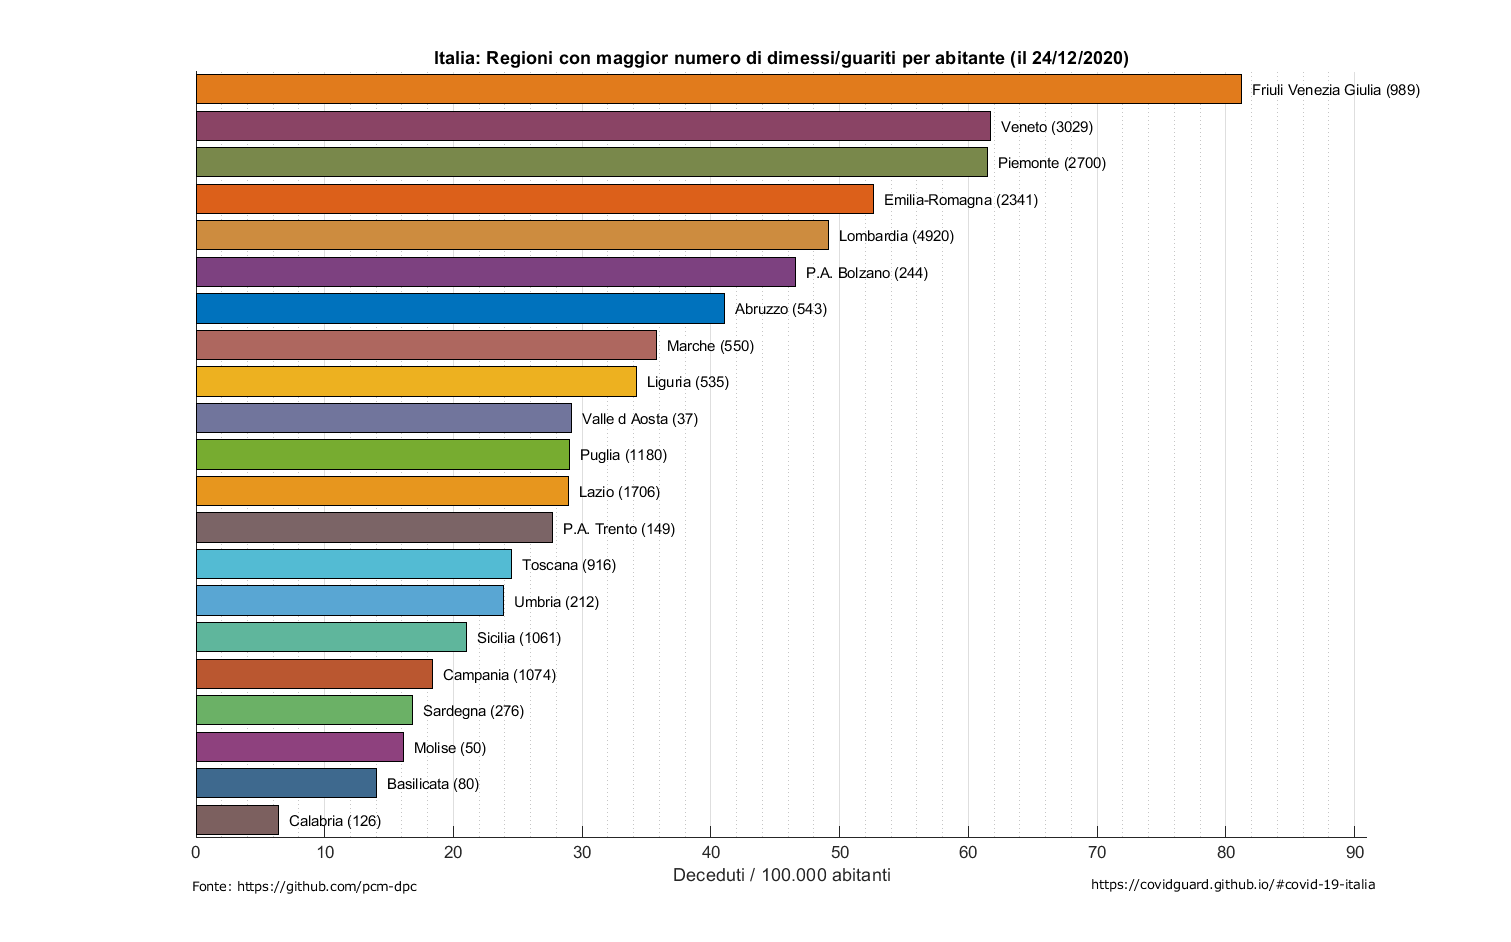 Italia: Regioni con maggior numero di dimessi/guariti per abitante (il 24/12/2020)
Friuli Venezia Giulia (989)
Veneto (3029)
Piemonte (2700)
Emilia-Romagna (2341)
Lombardia (4920)
P.A. Bolzano (244)
Abruzzo (543)
Marche (550)
Liguria (535)
Valle d Aosta (37)
Puglia (1180)
Lazio (1706)
P.A. Trento (149)
Toscana (916)
Umbria (212)
Sicilia (1061)
Campania (1074)
Sardegna (276)
Molise (50)
Basilicata (80)
Calabria (126)
0 10 20 30 40 50 60 70 80 90
Deceduti / 100.000 abitanti
Fonte: https://github.com/pcm-dpc
https://covidguard.github.io/#covid-19-italia